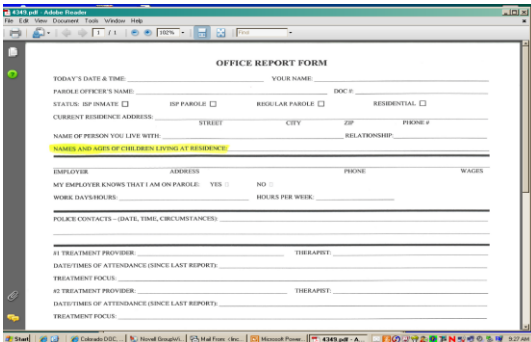 4349.pdf - Adobe Reader
File Edit View Document Tools Window Help
1 / 1 102% Find
OFFICE REPORT FORM
TODAY'S DATE & TIME: YOUR NAME:
PAROLE OFFICER'S NAME: DOC #:
STATUS: ISP INMATE ISP PAROLE REGULAR PAROLE RESIDENTIAL
CURRENT RESIDENCE ADDRESS:
STREET CITY ZIP PHONE #
NAME OF PERSON YOU LIVE WITH: RELATIONSHIP:
NAMES AND AGES OF CHILDREN LIVING AT RESIDENCE:
EMPLOYER ADDRESS PHONE WAGES
MY EMPLOYER KNOWS THAT I AM ON PAROLE: YES NO
WORK DAYS/HOURS: HOURS PER WEEK:
POLICE CONTACTS – (DATE, TIME, CIRCUMSTANCES):
#1 TREATMENT PROVIDER: THERAPIST:
DATE/TIMES OF ATTENDANCE (SINCE LAST REPORT):
TREATMENT FOCUS:
#2 TREATMENT PROVIDER: THERAPIST:
DATE/TIMES OF ATTENDANCE (SINCE LAST REPORT):
TREATMENT FOCUS:
Start Colorado DOC... Novell GroupWi... Mail From: Microsoft Power... 4349.pdf - A... 9:27 AM